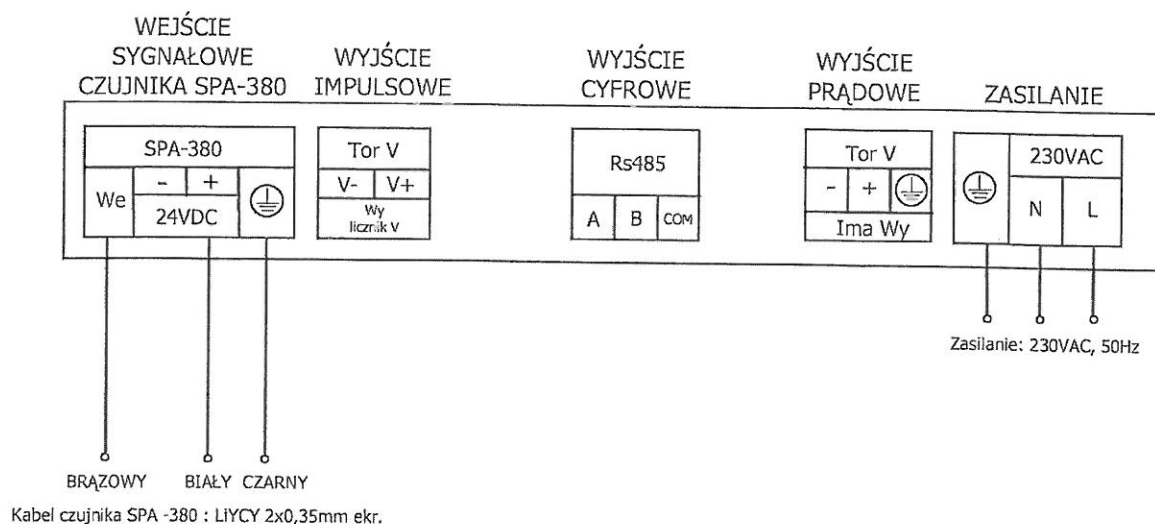 WEJŚCIE
SYGNAŁOWE
CZUJNIKA SPA-380
WYJŚCIE
IMPULSOWE
WYJŚCIE
CYFROWE
WYJŚCIE
PRĄDOWE
ZASILANIE
SPA-380
We
- +
24VDC
Tor V
V- V+
Wy
licznik V
Rs485
A B COM
Tor V
- +
Ima Wy
230VAC
N L
Zasilanie: 230VAC, 50Hz
BRĄZOWY BIAŁY CZARNY
Kabel czujnika SPA -380 : LiYCY 2x0,35mm ekr.